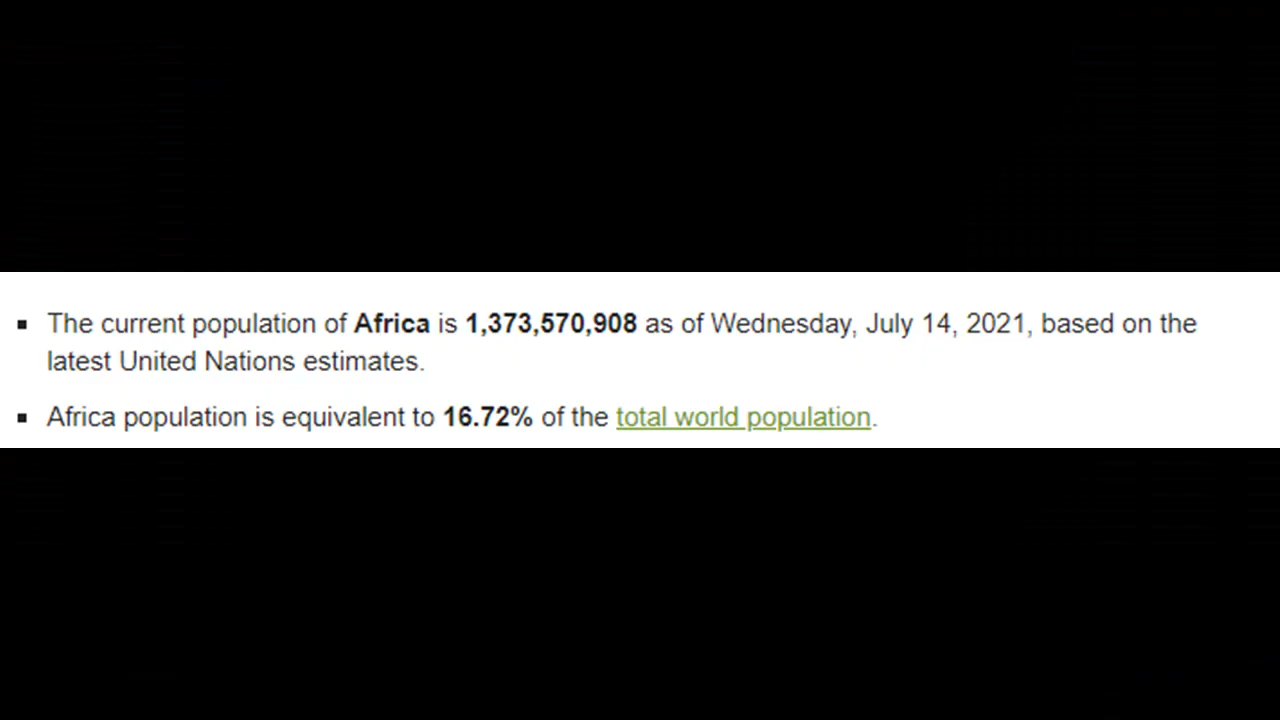 The current population of Africa is 1,373,570,908 as of Wednesday, July 14, 2021, based on the
latest United Nations estimates.
Africa population is equivalent to 16.72% of the total world population.